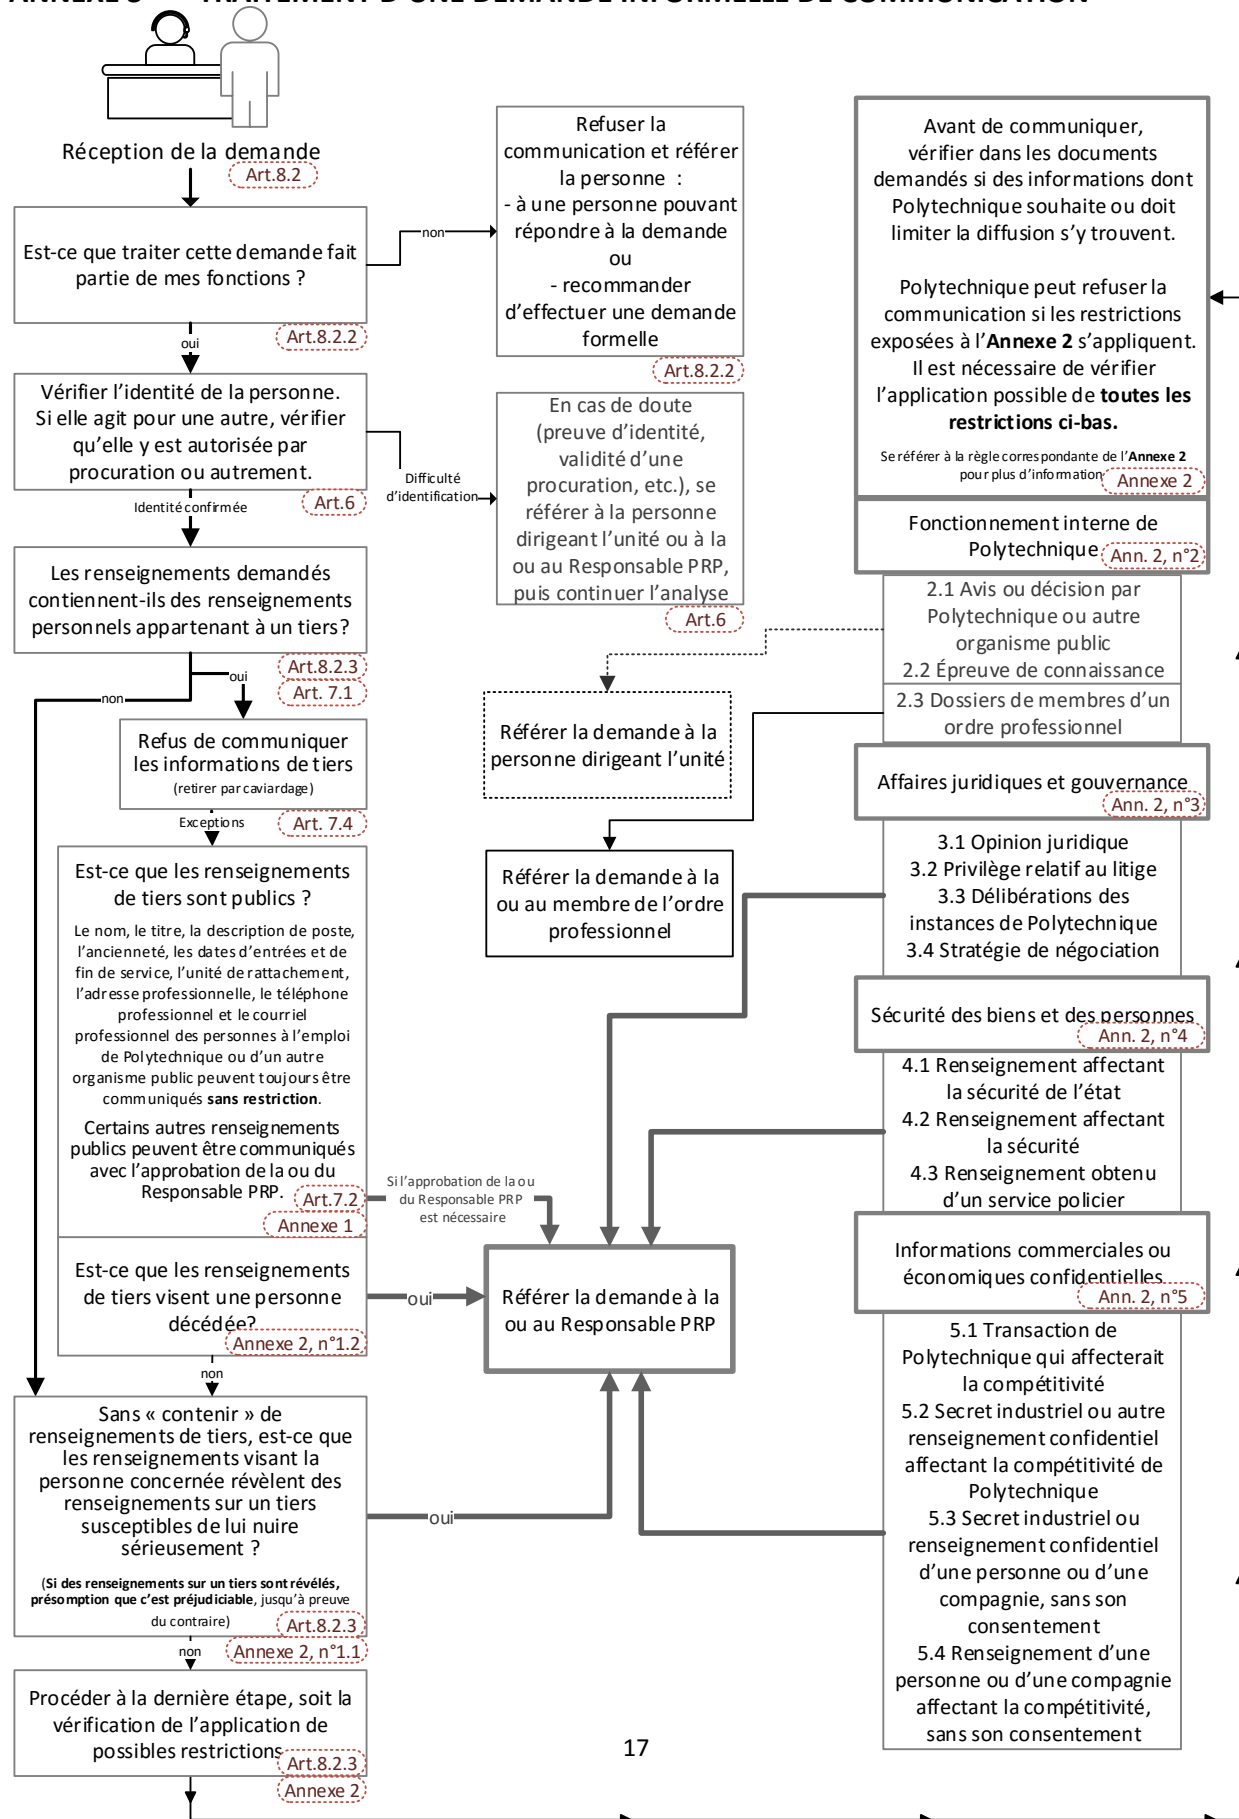 TRAITEMENT D'UNE DEMANDE INFORMELLE DE COMMUNICATION
Réception de la demande
Art.8.2
Est-ce que traiter cette demande fait
partie de mes fonctions ?
Art.8.2.2
non
oui
Refuser la
communication et référer
la personne :
- à une personne pouvant
répondre à la demande
ou
- recommander
d'effectuer une demande
formelle
Art.8.2.2
Vérifier l'identité de la personne.
Si elle agit pour une autre, vérifier
qu'elle y est autorisée par
procuration ou autrement.
Art.6
Identité confirmée
Difficulté
d'identification
En cas de doute
(preuve d'identité,
validité d'une
procuration, etc.), se
référer à la personne
dirigeant l'unité ou à la
ou au Responsable PRP,
puis continuer l'analyse
Art.6
Les renseignements demandés
contiennent-ils des renseignements
personnels appartenant à un tiers?
Art.8.2.3
Art. 7.1
oui
non
Refus de communiquer
les informations de tiers
(retirer par caviardage)
Exceptions
Art. 7.4
Est-ce que les renseignements
de tiers sont publics ?
Le nom, le titre, la description de poste,
l'ancienneté, les dates d'entrées et de
fin de service, l'unité de rattachement,
l'adresse professionnelle, le téléphone
professionnel et le courriel
professionnel des personnes à l'emploi
de Polytechnique ou d'un autre
organisme public peuvent toujours être
communiqués sans restriction.
Certains autres renseignements
publics peuvent être communiqués
avec l'approbation de la ou du
Responsable PRP.
Art.7.2
Annexe 1
Si l'approbation de la ou
du Responsable PRP
est nécessaire
Est-ce que les renseignements
de tiers visent une personne
décédée?
Annexe 2, n°1.2
oui
non
Référer la demande à la
ou au Responsable PRP
Sans « contenir » de
renseignements de tiers, est-ce que
les renseignements visant la
personne concernée révèlent des
renseignements sur un tiers
susceptibles de lui nuire
sérieusement ?
(Si des renseignements sur un tiers sont révélés,
présomption que c'est préjudiciable, jusqu'à preuve
du contraire)
Art.8.2.3
Annexe 2, n°1.1
oui
non
Procéder à la dernière étape, soit la
vérification de l'application de
possibles restrictions
Art.8.2.3
Annexe 2
Avant de communiquer,
vérifier dans les documents
demandés si des informations dont
Polytechnique souhaite ou doit
limiter la diffusion s'y trouvent.
Polytechnique peut refuser la
communication si les restrictions
exposées à l'Annexe 2 s'appliquent.
Il est nécessaire de vérifier
l'application possible de toutes les
restrictions ci-bas.
Se référer à la règle correspondante de l'Annexe 2
pour plus d'information
Annexe 2
Fonctionnement interne de
Polytechnique
Ann. 2, n°2
2.1 Avis ou décision par
Polytechnique ou autre
organisme public
2.2 Épreuve de connaissance
2.3 Dossiers de membres d'un
ordre professionnel
Référer la demande à la
personne dirigeant l'unité
Référer la demande à la
ou au membre de l'ordre
professionnel
Affaires juridiques et gouvernance
Ann. 2, n°3
3.1 Opinion juridique
3.2 Privilège relatif au litige
3.3 Délibérations des
instances de Polytechnique
3.4 Stratégie de négociation
Sécurité des biens et des personnes
Ann. 2, n°4
4.1 Renseignement affectant
la sécurité de l'état
4.2 Renseignement affectant
la sécurité
4.3 Renseignement obtenu
d'un service policier
Informations commerciales ou
économiques confidentielles
Ann. 2, n°5
5.1 Transaction de
Polytechnique qui affecterait
la compétitivité
5.2 Secret industriel ou autre
renseignement confidentiel
affectant la compétitivité de
Polytechnique
5.3 Secret industriel ou
renseignement confidentiel
d'une personne ou d'une
compagnie, sans son
consentement
5.4 Renseignement d'une
personne ou d'une compagnie
affectant la compétitivité,
sans son consentement
17